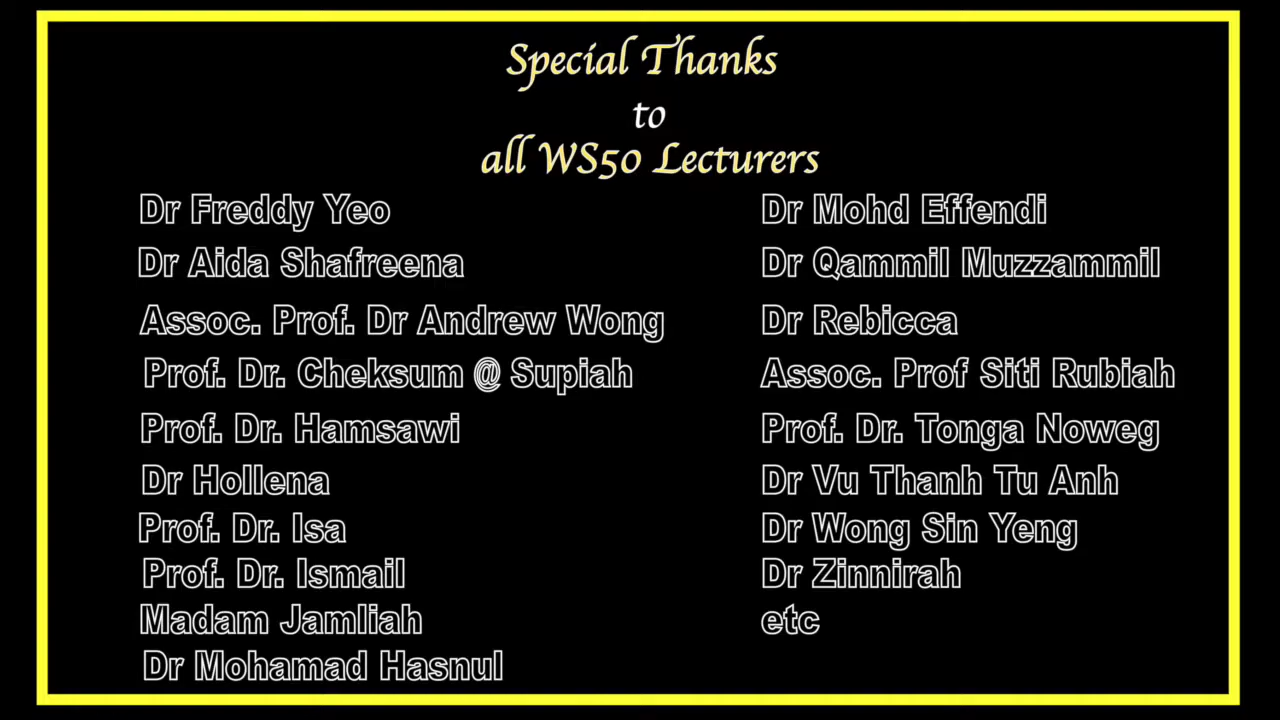 Special Thanks
to
all WS50 Lecturers
Dr Freddy Yeo
Dr Aida Shafreena
Assoc. Prof. Dr Andrew Wong
Prof. Dr. Cheksum @ Supiah
Prof. Dr. Hamsawi
Dr Hollena
Prof. Dr. Isa
Prof. Dr. Ismail
Madam Jamliah
Dr Mohamad Hasnul
Dr Mohd Effendi
Dr Qammil Muzzammil
Dr Rebicca
Assoc. Prof Siti Rubiah
Prof. Dr. Tonga Noweg
Dr Vu Thanh Tu Anh
Dr Wong Sin Yeng
Dr Zinnirah
etc